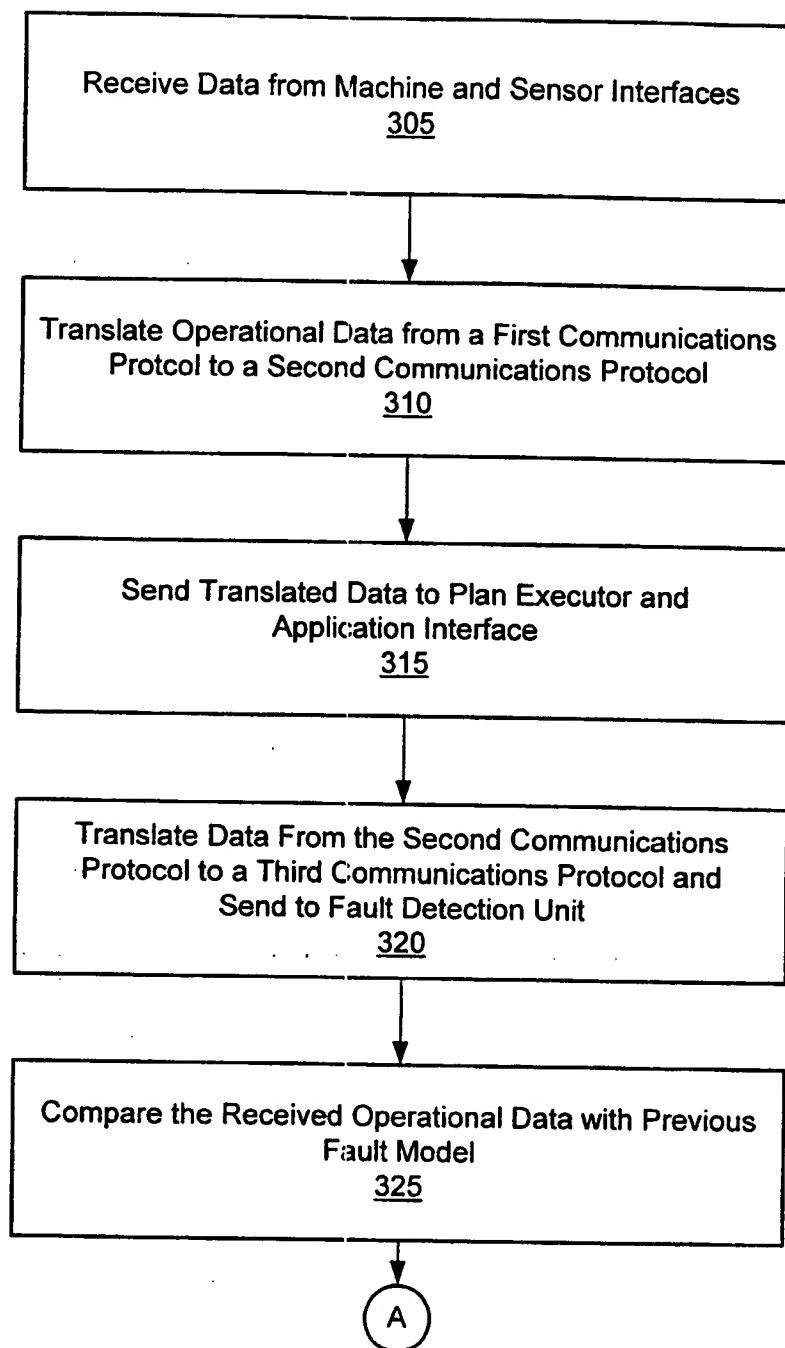 Receive Data from Machine and Sensor Interfaces
305
Translate Operational Data from a First Communications
Protcol to a Second Communications Protocol
310
Send Translated Data to Plan Executor and
Application Interface
315
Translate Data From the Second Communications
Protocol to a Third Communications Protocol and
Send to Fault Detection Unit
320
Compare the Received Operational Data with Previous
Fault Model
325
A